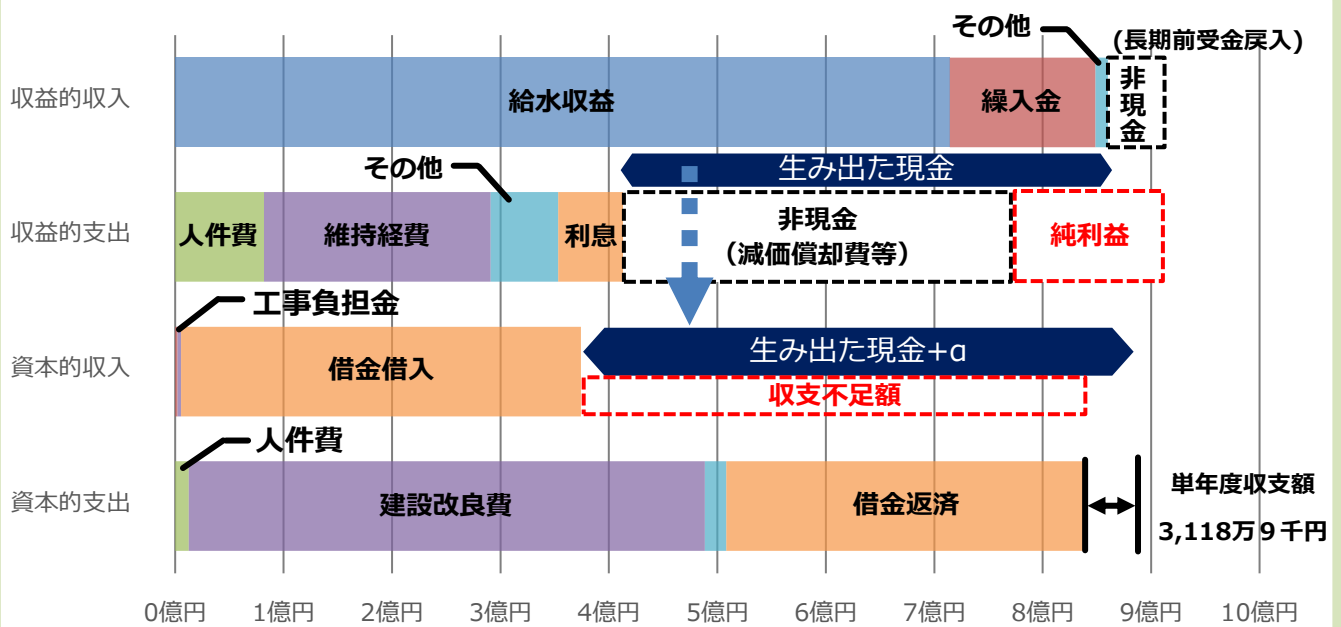 その他
(長期前受金戻入)
収益的収入
給水収益
繰入金
非現金
その他
生み出た現金
収益的支出
人件費
維持経費
利息
非現金
（減価償却費等）
純利益
工事負担金
資本的収入
借金借入
生み出た現金+α
収支不足額
人件費
資本的支出
建設改良費
借金返済
単年度収支額
3,118万９千円
0億円 1億円 2億円 3億円 4億円 5億円 6億円 7億円 8億円 9億円 10億円